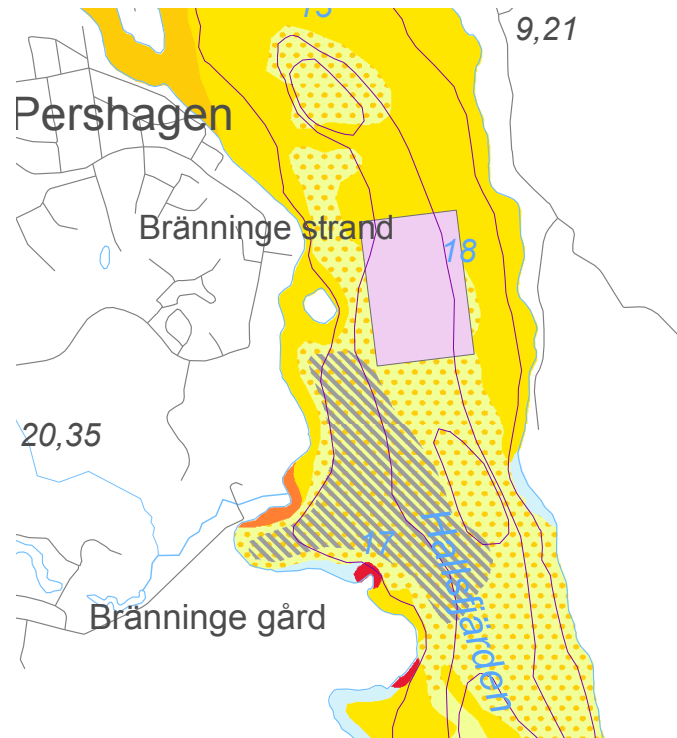 9,21
Pershagen
Bränninge strand
18
20,35
17
Hallsfjärden
Bränninge gård